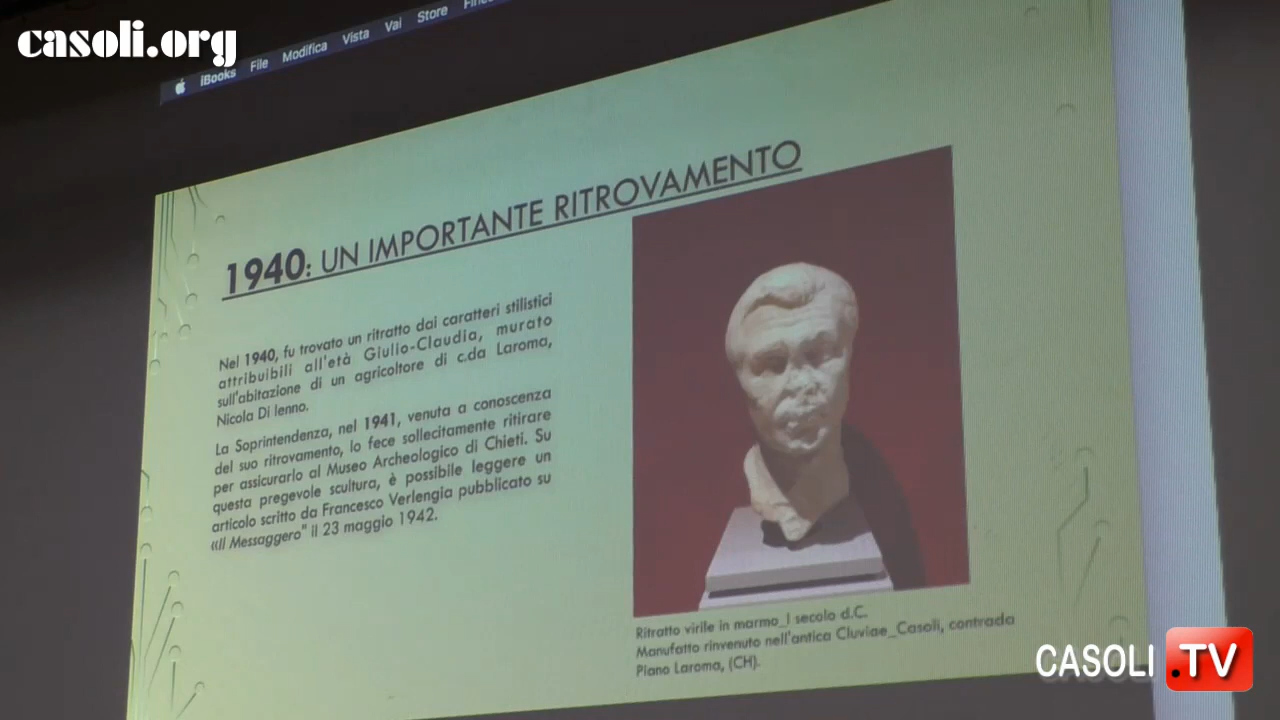 casoli.org
iBooks File Modifica Vista Vai Store
1940: UN IMPORTANTE RITROVAMENTO
Nel 1940, fu trovato un ritratto dai caratteri stilistici
attribuibili all'età Giulio-Claudia, murato
sull'abitazione di un agricoltore di c.da Laroma,
Nicola Di Ienno.
La Soprintendenza, nel 1941, venuta a conoscenza
del suo ritrovamento, lo fece sollecitamente ritirare
per assicurarlo al Museo Archeologico di Chieti. Su
questa pregevole scultura, è possibile leggere un
articolo scritto da Francesco Verlengia pubblicato su
«Il Messaggero" il 23 maggio 1942.
Ritratto virile in marmo_I secolo d.C.
Manufatto rinvenuto nell'antica Cluviae_Casoli, contrada
Piano Laroma, (CH).
CASOLI.TV